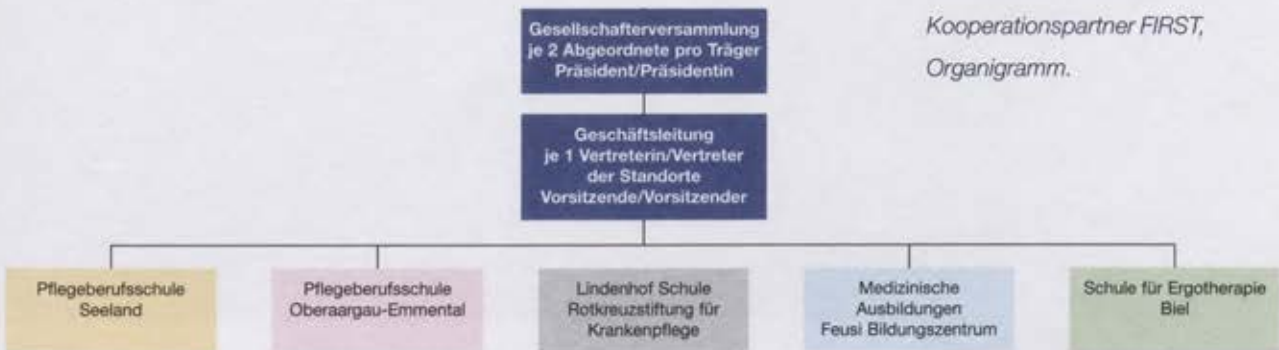 Gesellschafterversammlung
je 2 Abgeordnete pro Träger
Präsident/Präsidentin
Kooperationspartner FIRST,
Organigramm.
Geschäftsleitung
je 1 Vertreterin/Vertreter
der Standorte
Vorsitzende/Vorsitzender
Pflegeberufsschule
Seeland
Pflegeberufsschule
Oberaargau-Emmental
Lindenhof Schule
Rotkreuzstiftung für
Krankenpflege
Medizinische
Ausbildungen
Feusi Bildungszentrum
Schule für Ergotherapie
Biel